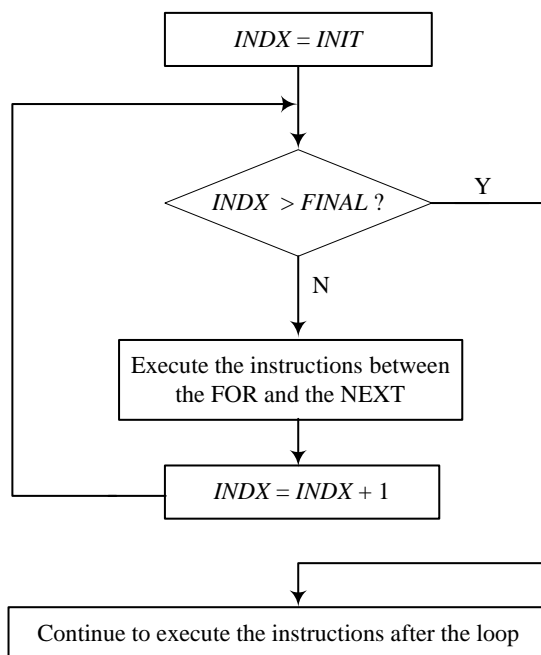 INDX = INIT
INDX > FINAL ?
Y
N
Execute the instructions between
the FOR and the NEXT
INDX = INDX + 1
Continue to execute the instructions after the loop